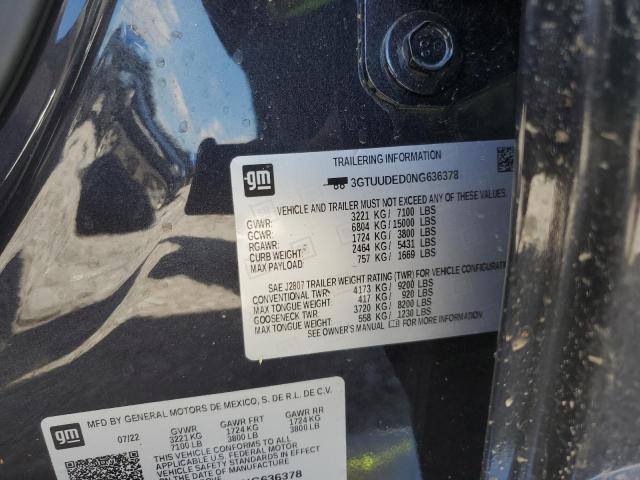 TRAILERING INFORMATION
gm
3GTUUDED0NG636378
VEHICLE AND TRAILER MUST NOT EXCEED ANY OF THESE WEIGHTS
GVWR: 3221 KG / 7100 LBS
GCWR: 6804 KG / 15000 LBS
RGAWR: 1724 KG / 3800 LBS
CURB WEIGHT: 2464 KG / 5431 LBS
MAX PAYLOAD: 757 KG / 1669 LBS
SAE J2807 TRAILER WEIGHT RATING (TWR) FOR VEHICLE CONFIGURATI
CONVENTIONAL TWR: 4173 KG / 9200 LBS
MAX TONGUE WEIGHT: 417 KG / 920 LBS
GOOSENECK TWR: 3720 KG / 8200 LBS
MAX TONGUE WEIGHT: 558 KG / 1230 LBS
SEE OWNER'S MANUAL FOR MORE INFORMATION
gm
MFD BY GENERAL MOTORS DE MEXICO, S. DE R.L. DE C.V.
07/22 GVWR GAWR FRT GAWR RR
3221 KG 1724 KG 1724 KG
7100 LB 3800 LB 3800 LB
THIS VEHICLE CONFORMS TO ALL
APPLICABLE U.S. FEDERAL MOTOR
VEHICLE SAFETY STANDARDS IN EFFECT
ON THE DATE OF MANUFACTURE
NG636378